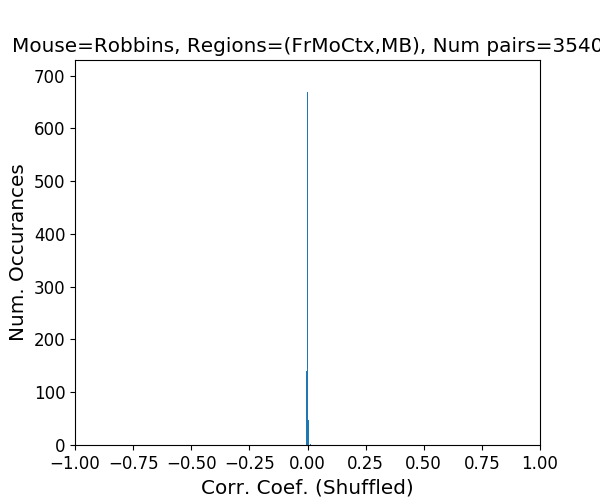 Mouse=Robbins, Regions=(FrMoCtx,MB), Num pairs=3540
700
600
500
400
300
200
100
0
Num. Occurances
−1.00 −0.75 −0.50 −0.25 0.00 0.25 0.50 0.75 1.00
Corr. Coef. (Shuffled)